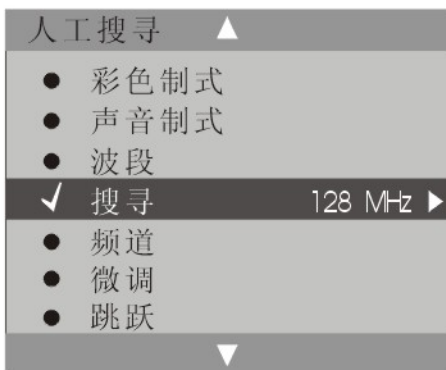 人工搜寻
彩色制式
声音制式
波段
搜寻 128 MHz
频道
微调
跳跃